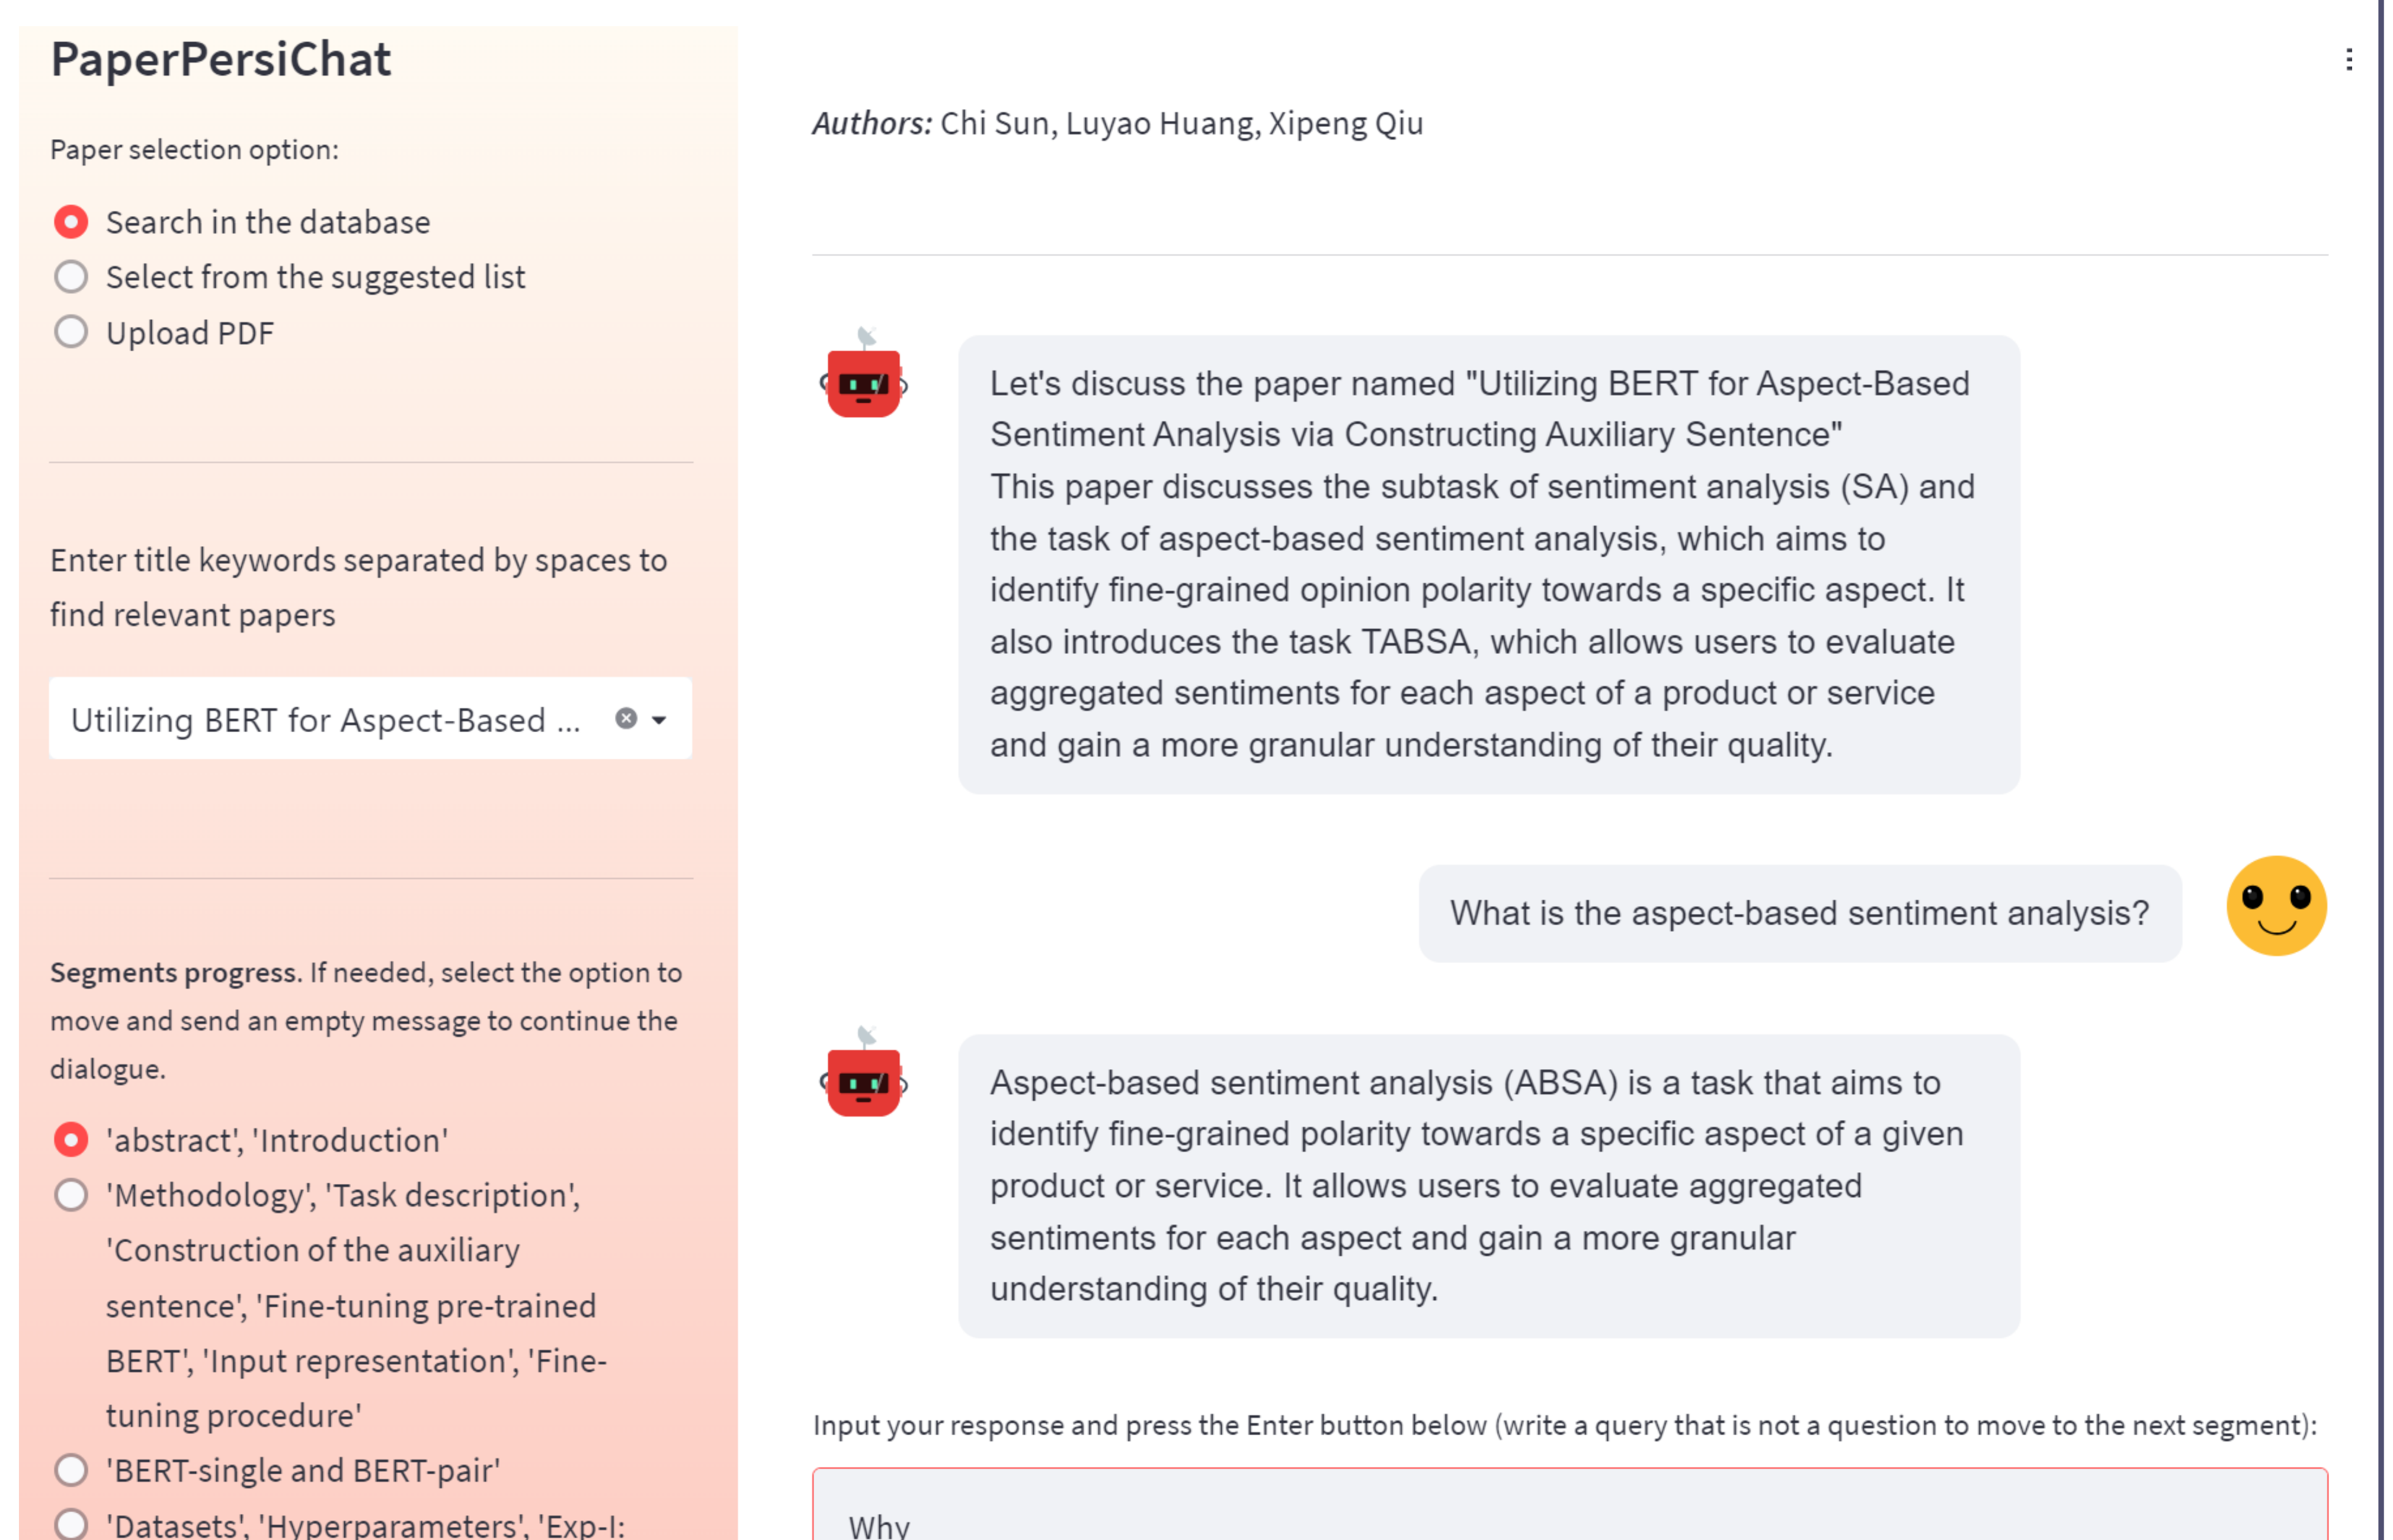 PaperPersiChat
Paper selection option:
Search in the database
Select from the suggested list
Upload PDF
Enter title keywords separated by spaces to
find relevant papers
Utilizing BERT for Aspect-Based ...
Segments progress. If needed, select the option to
move and send an empty message to continue the
dialogue.
'abstract', 'Introduction'
'Methodology', 'Task description',
'Construction of the auxiliary
sentence', 'Fine-tuning pre-trained
BERT', 'Input representation', 'Fine-
tuning procedure'
'BERT-single and BERT-pair'
'Datasets', 'Hyperparameters', 'Exp-I:
Authors: Chi Sun, Luyao Huang, Xipeng Qiu
Let's discuss the paper named "Utilizing BERT for Aspect-Based
Sentiment Analysis via Constructing Auxiliary Sentence"
This paper discusses the subtask of sentiment analysis (SA) and
the task of aspect-based sentiment analysis, which aims to
identify fine-grained opinion polarity towards a specific aspect. It
also introduces the task TABSA, which allows users to evaluate
aggregated sentiments for each aspect of a product or service
and gain a more granular understanding of their quality.
What is the aspect-based sentiment analysis?
Aspect-based sentiment analysis (ABSA) is a task that aims to
identify fine-grained polarity towards a specific aspect of a given
product or service. It allows users to evaluate aggregated
sentiments for each aspect and gain a more granular
understanding of their quality.
Input your response and press the Enter button below (write a query that is not a question to move to the next segment):
Why